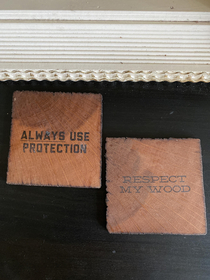 ALWAYS USE
PROTECTION
RESPECT
MY WOOD